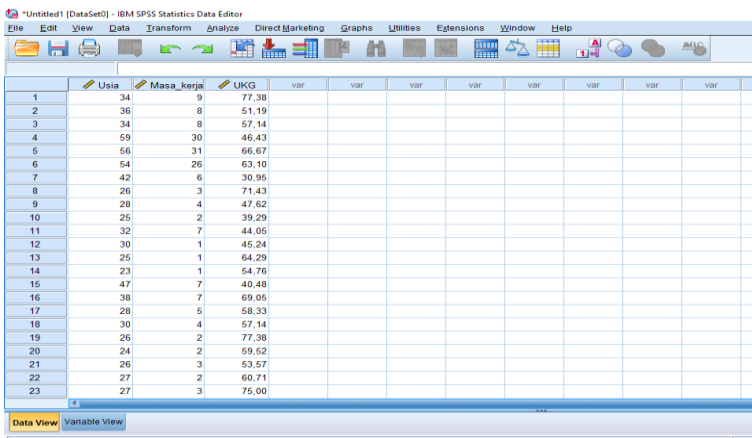 *Untitled1 [DataSet0] - IBM SPSS Statistics Data Editor
File Edit View Data Transform Analyze Direct Marketing Graphs Utilities Extensions Window Help
Usia Masa_kerja UKG var var var var var var var
1 34 9 77,38
2 36 8 51,19
3 34 8 57,14
4 59 30 46,43
5 56 31 66,67
6 54 26 63,10
7 42 6 30,95
8 26 3 71,43
9 28 4 47,62
10 25 2 39,29
11 32 7 44,05
12 30 1 45,24
13 25 1 64,29
14 23 1 54,76
15 47 7 40,48
16 38 7 69,05
17 28 5 58,33
18 30 4 57,14
19 26 2 77,38
20 24 2 59,52
21 26 3 53,57
22 27 2 60,71
23 27 3 75,00
Data View Variable View